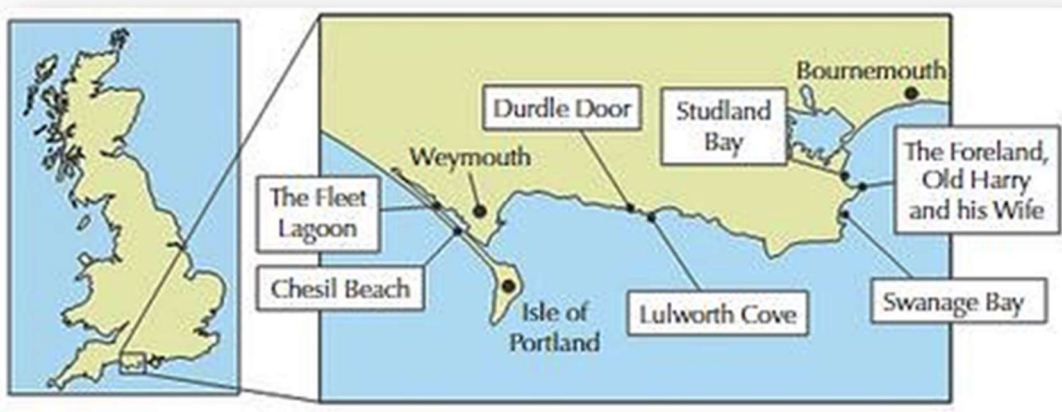 Bournemouth
Durdle Door
Studland
Bay
The Foreland,
Old Harry
and his Wife
Weymouth
The Fleet
Lagoon
Chesil Beach
Swanage Bay
Lulworth Cove
Isle of
Portland